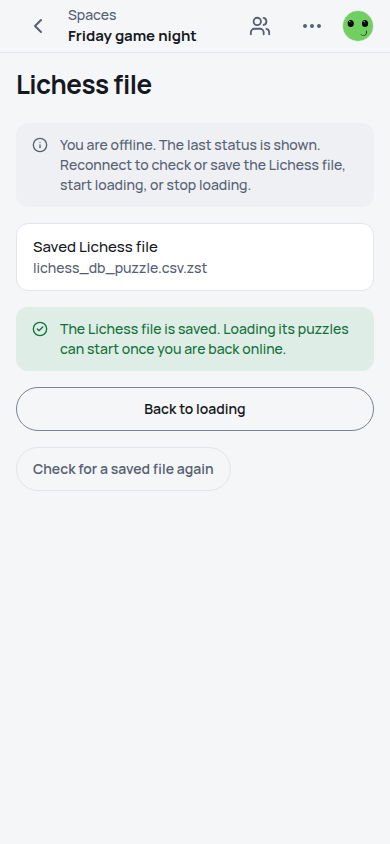 Spaces
Friday game night
Lichess file
You are offline. The last status is shown.
Reconnect to check or save the Lichess file,
start loading, or stop loading.
Saved Lichess file
lichess_db_puzzle.csv.zst
The Lichess file is saved. Loading its puzzles
can start once you are back online.
Back to loading
Check for a saved file again